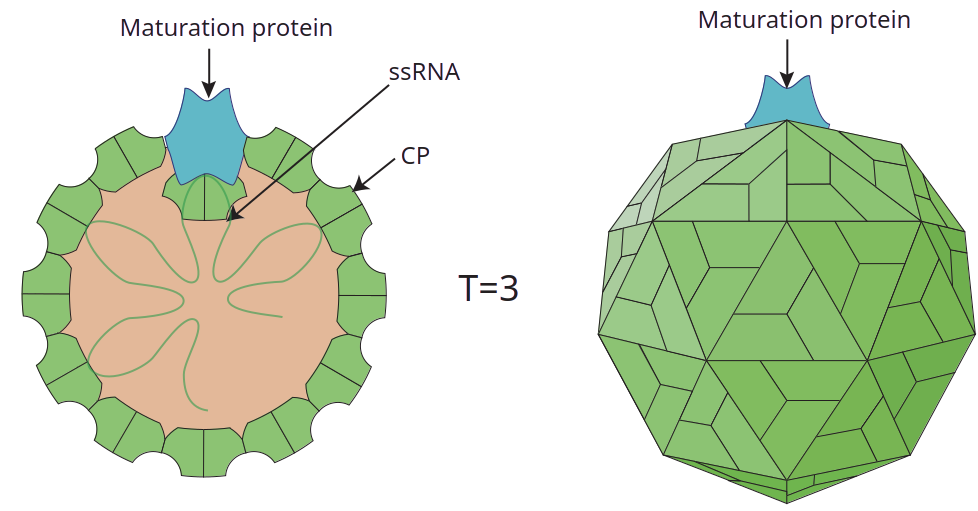 Maturation protein
ssRNA
CP
T=3
Maturation protein